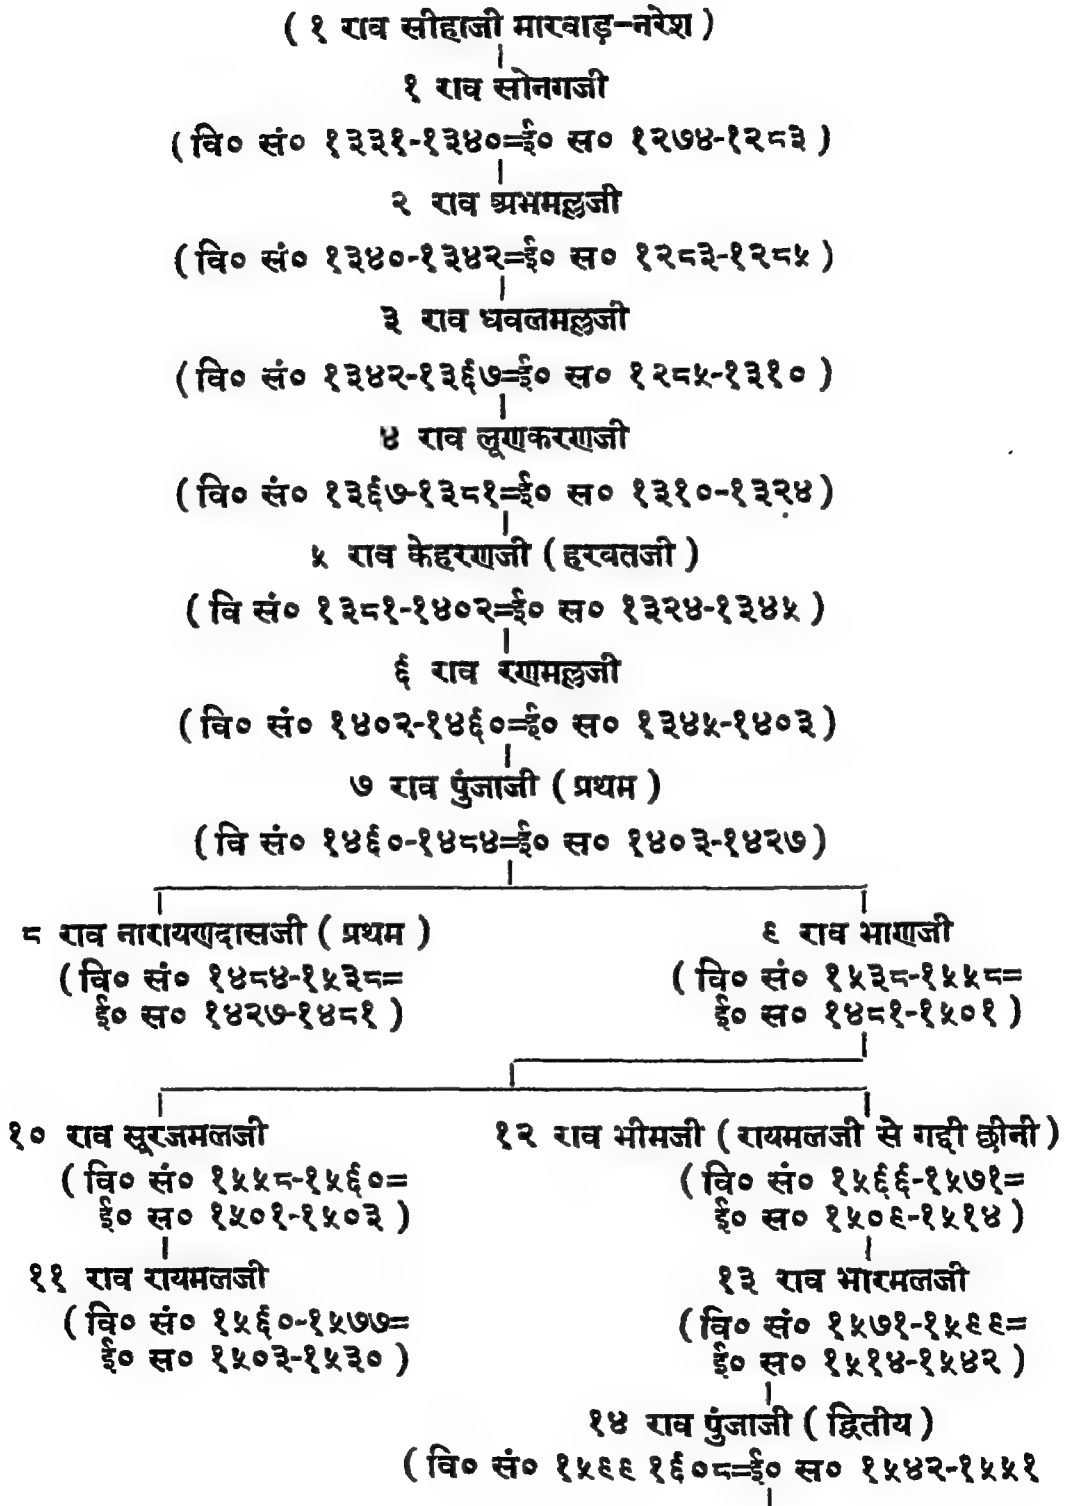 ( १ राव सीहाजी मारवाड़-नरेश )
१ राव सोनगजी
( वि० सं० १३३१-१३४०=ई० स० १२७४-१२८३ )
२ राव अभमल्लजी
( वि० सं० १३४०-१३४२=ई० स० १२८३-१२८५ )
३ राव धवलमल्लजी
( वि० सं० १३४२-१३६७=ई० स० १२८५-१३१० )
४ राव लूणकरणजी
( वि० सं० १३६७-१३८१=ई० स० १३१०-१३२४ )
५ राव केहरणजी ( हरवतजी )
( वि सं० १३८१-१४०२=ई० स० १३२४-१३४५ )
६ राव रणमल्लजी
( वि० सं० १४०२-१४६०=ई० स० १३४५-१४०३ )
७ राव पुंजाजी ( प्रथम )
( वि सं० १४६०-१४८४=ई० स० १४०३-१४२७ )
८ राव नारायणदासजी ( प्रथम )
( वि० सं० १४८४-१५३८=
ई० स० १४२७-१४८१ )
९ राव भाणजी
( वि० सं० १५३८-१५५८=
ई० स० १४८१-१५०१ )
१० राव सूरजमलजी
( वि० सं० १५५८-१५६०=
ई० स० १५०१-१५०३ )
१२ राव भीमजी ( रायमलजी से गद्दी छीनी )
( वि० सं० १५६६-१५७१=
ई० स० १५०९-१५१४ )
११ राव रायमलजी
( वि० सं० १५६०-१५७७=
ई० स० १५०३-१५३० )
१३ राव भारमलजी
( वि० सं० १५७१-१५९९=
ई० स० १५१४-१५४२ )
१४ राव पुंजाजी ( द्वितीय )
( वि० सं० १५९९ १६०८=ई० स० १५४२-१५५१